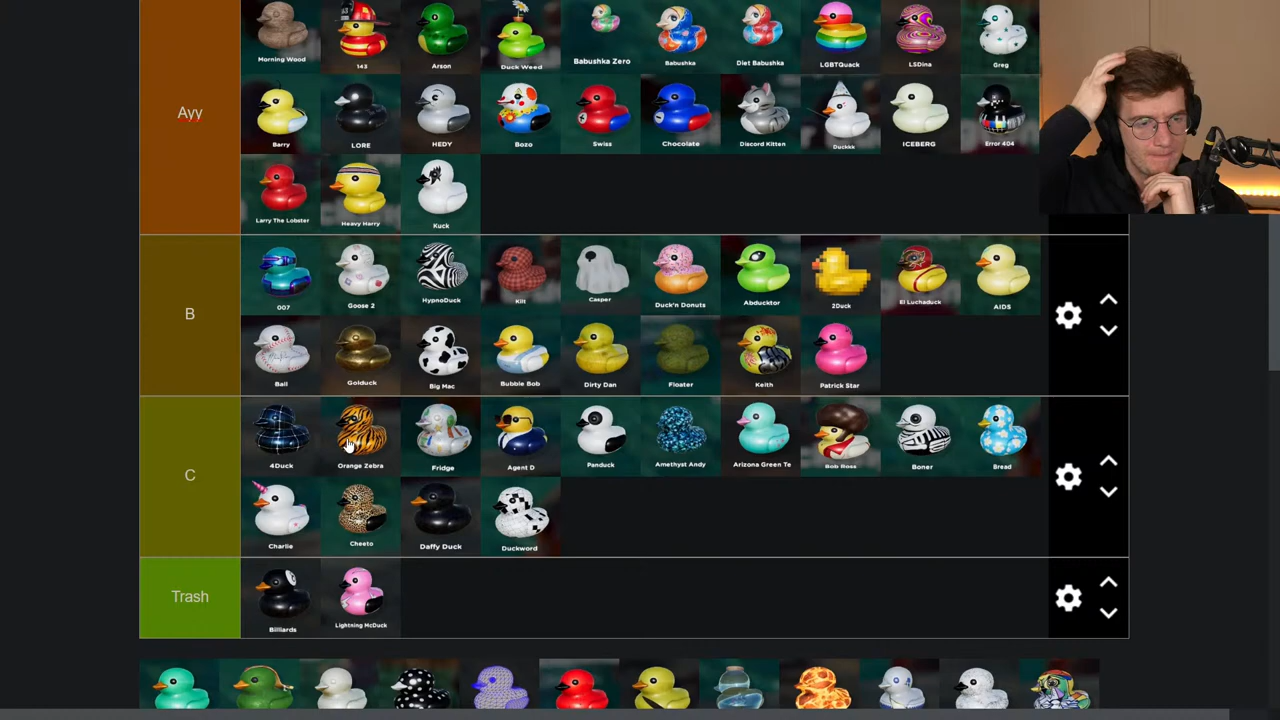 Ayy
Morning Wood
143
Arson
Duck Weed
Babushka Zero
Babushka
Diet Babushka
LGBTQuack
LSDina
Greg
Barry
LORE
HEDY
Bozo
Swiss
Chocolate
Discord Kitten
Duckkk
ICEBERG
Error 404
Larry The Lobster
Heavy Harry
Kuck
B
007
Goose 2
HypnoDuck
Kilt
Casper
Duck'n Donuts
Abducktor
2Duck
El Luchaduck
AIDS
Ball
Golduck
Big Mac
Bubble Bob
Dirty Dan
Floater
Keith
Patrick Star
C
4Duck
Orange Zebra
Fridge
Agent D
Panduck
Amethyst Andy
Arizona Green Te
Bob Ross
Boner
Bread
Charlie
Cheeto
Daffy Duck
Duckword
Trash
Billiards
Lightning McDuck